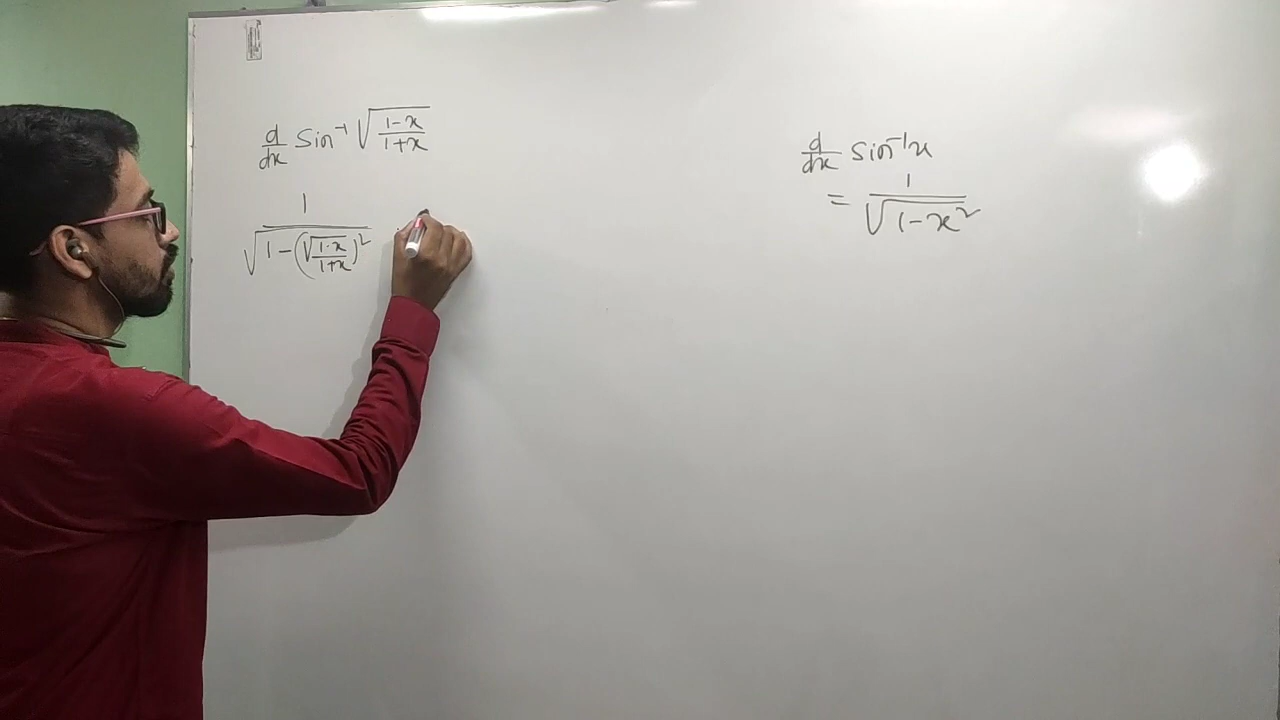 d/dx Sin⁻¹ √((1-x)/(1+x))
1/√(1-(√((1-x)/(1+x)))²)
d/dx Sin⁻¹x
= 1/√(1-x²)